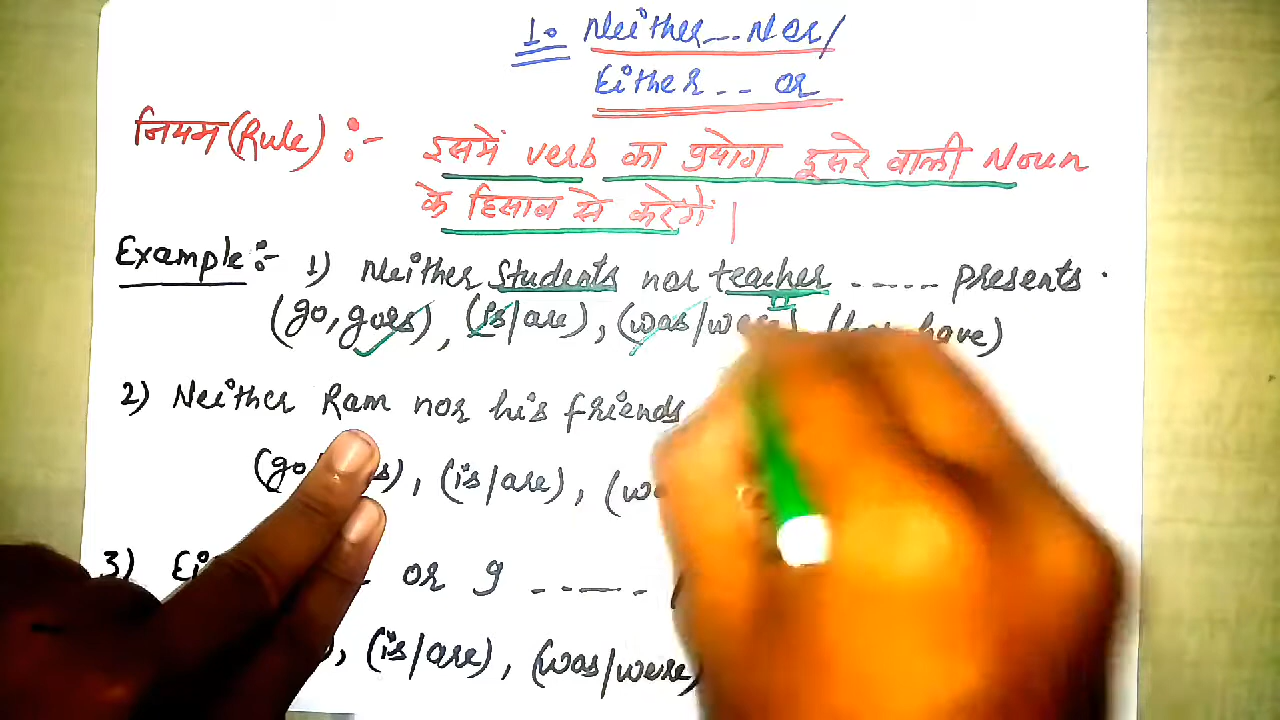 1. Neither...Nor/
Either .. or
नियम (Rule) :- इसमें verb का प्रयोग दूसरे वाली Noun
के हिसाब से करेगें।
Example :- 1) Neither Students nor teacher ...... presents.
(go, goes), (is/are), (was/were), have)
2) Neither Ram nor his friends
(is/are),
3) or I ......
(is/are), (was/were)